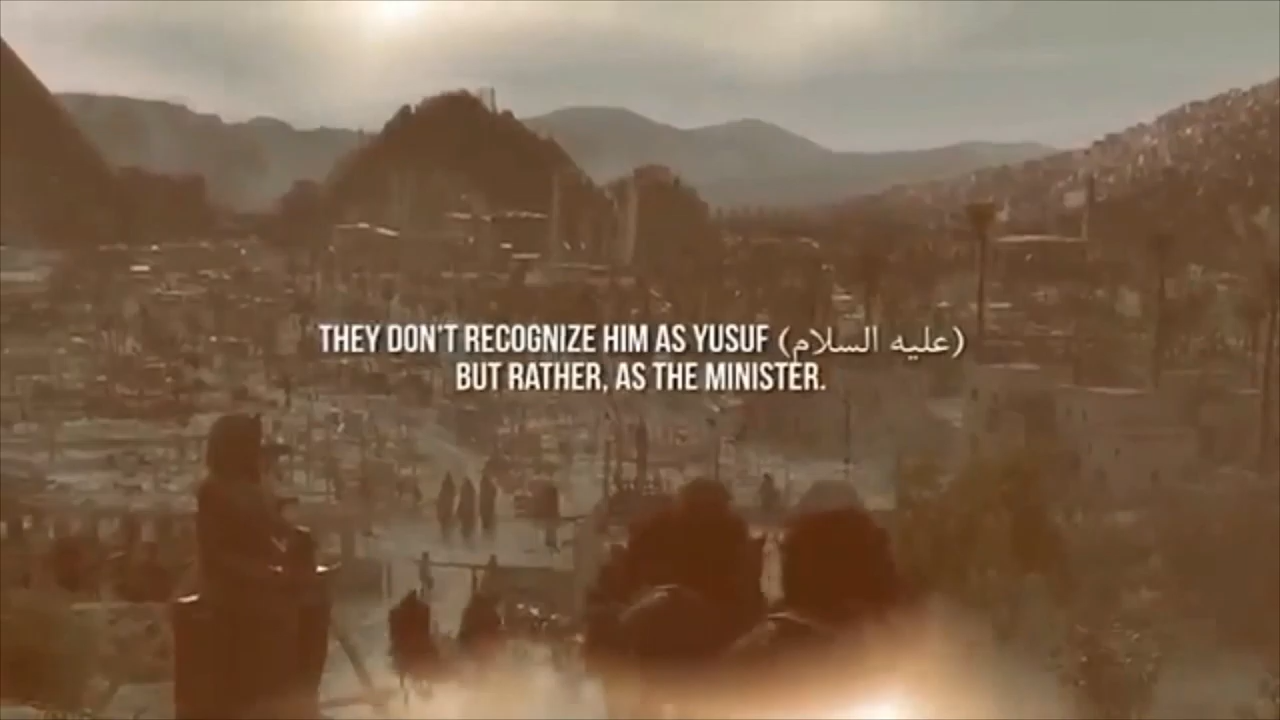 THEY DON'T RECOGNIZE HIM AS YUSUF (عليه السلام)
BUT RATHER, AS THE MINISTER.